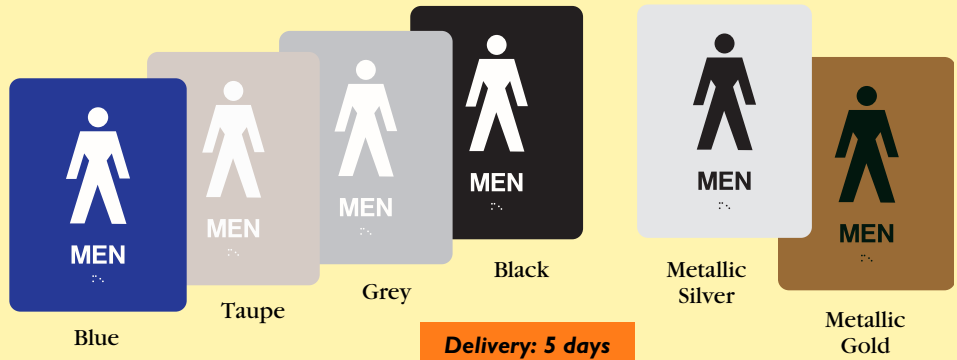 MEN
Blue
MEN
Taupe
MEN
Grey
MEN
Black
MEN
Metallic
Silver
MEN
Metallic
Gold
Delivery: 5 days